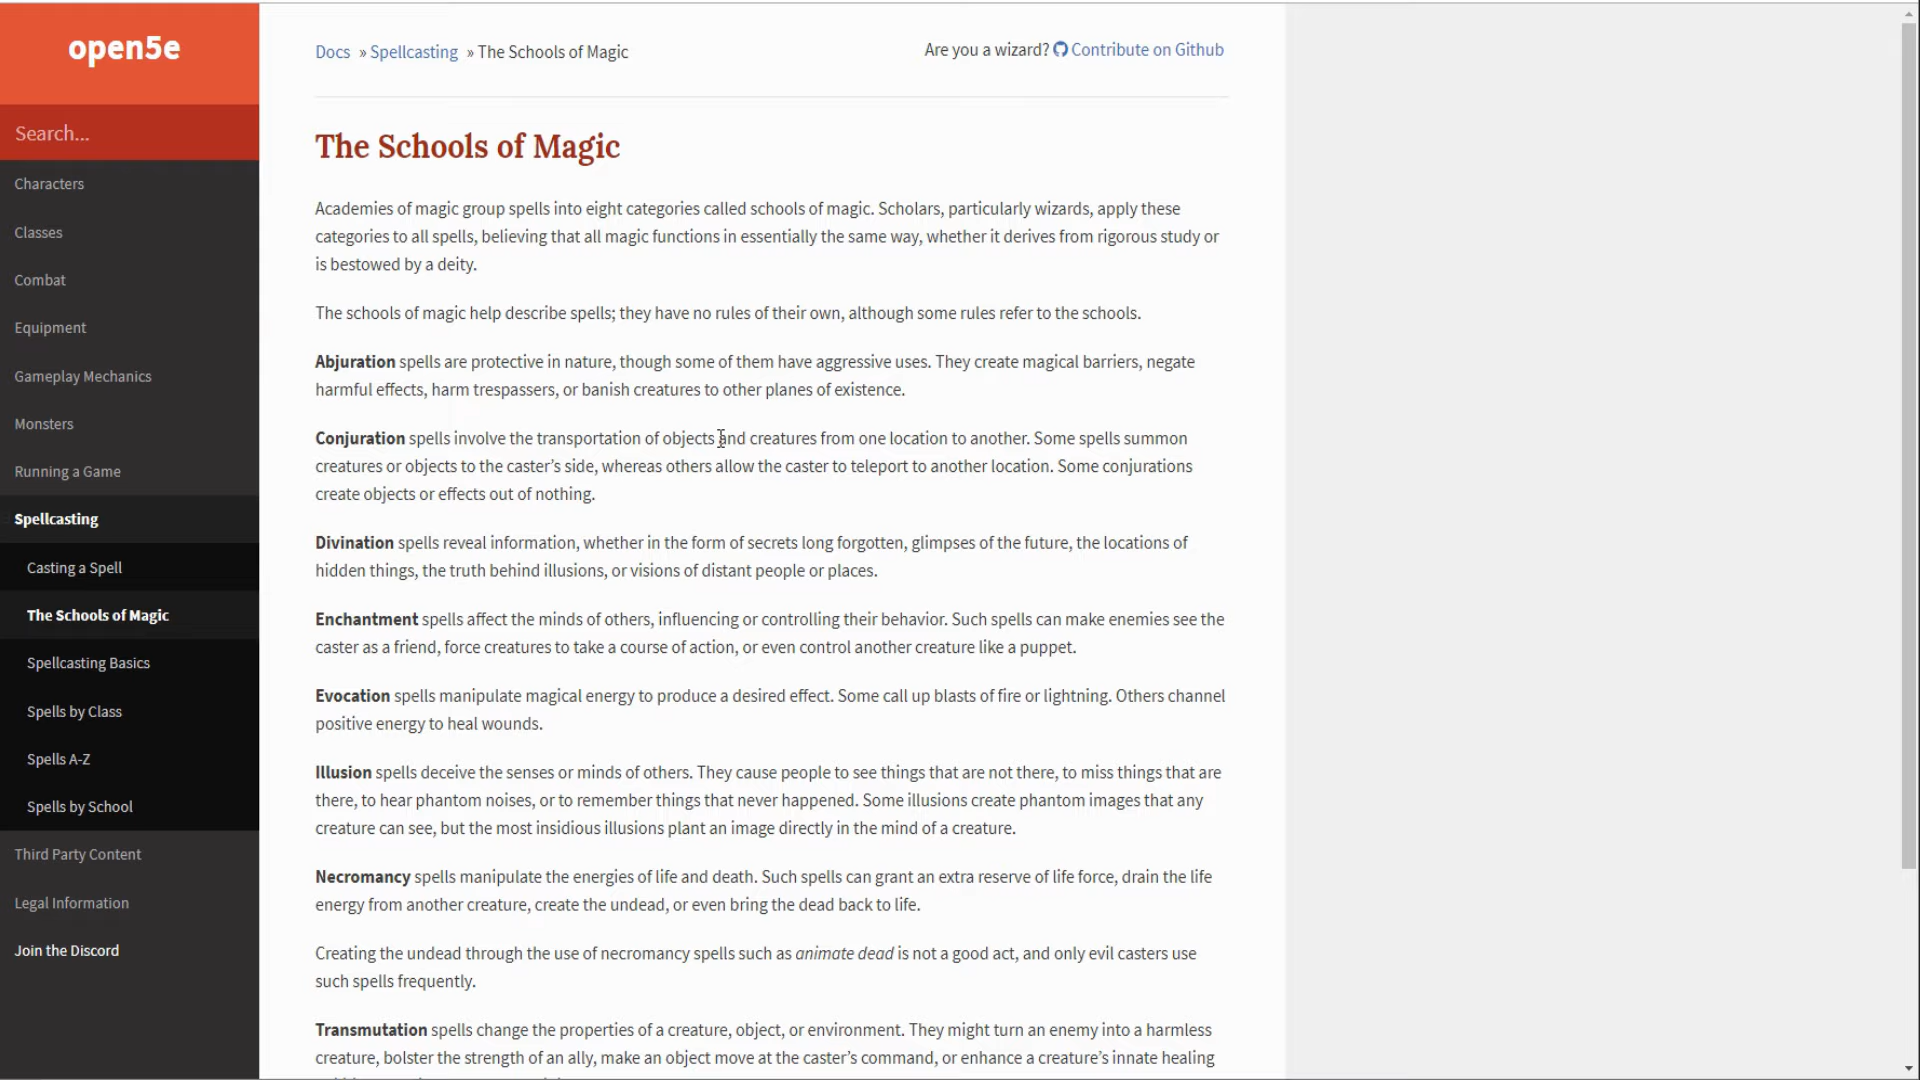 open5e
Search...
Characters
Classes
Combat
Equipment
Gameplay Mechanics
Monsters
Running a Game
Spellcasting
Casting a Spell
The Schools of Magic
Spellcasting Basics
Spells by Class
Spells A-Z
Spells by School
Third Party Content
Legal Information
Join the Discord
Docs » Spellcasting » The Schools of Magic
Are you a wizard? Contribute on Github
The Schools of Magic
Academies of magic group spells into eight categories called schools of magic. Scholars, particularly wizards, apply these
categories to all spells, believing that all magic functions in essentially the same way, whether it derives from rigorous study or
is bestowed by a deity.
The schools of magic help describe spells; they have no rules of their own, although some rules refer to the schools.
Abjuration spells are protective in nature, though some of them have aggressive uses. They create magical barriers, negate
harmful effects, harm trespassers, or banish creatures to other planes of existence.
Conjuration spells involve the transportation of objects and creatures from one location to another. Some spells summon
creatures or objects to the caster’s side, whereas others allow the caster to teleport to another location. Some conjurations
create objects or effects out of nothing.
Divination spells reveal information, whether in the form of secrets long forgotten, glimpses of the future, the locations of
hidden things, the truth behind illusions, or visions of distant people or places.
Enchantment spells affect the minds of others, influencing or controlling their behavior. Such spells can make enemies see the
caster as a friend, force creatures to take a course of action, or even control another creature like a puppet.
Evocation spells manipulate magical energy to produce a desired effect. Some call up blasts of fire or lightning. Others channel
positive energy to heal wounds.
Illusion spells deceive the senses or minds of others. They cause people to see things that are not there, to miss things that are
there, to hear phantom noises, or to remember things that never happened. Some illusions create phantom images that any
creature can see, but the most insidious illusions plant an image directly in the mind of a creature.
Necromancy spells manipulate the energies of life and death. Such spells can grant an extra reserve of life force, drain the life
energy from another creature, create the undead, or even bring the dead back to life.
Creating the undead through the use of necromancy spells such as animate dead is not a good act, and only evil casters use
such spells frequently.
Transmutation spells change the properties of a creature, object, or environment. They might turn an enemy into a harmless
creature, bolster the strength of an ally, make an object move at the caster’s command, or enhance a creature’s innate healing